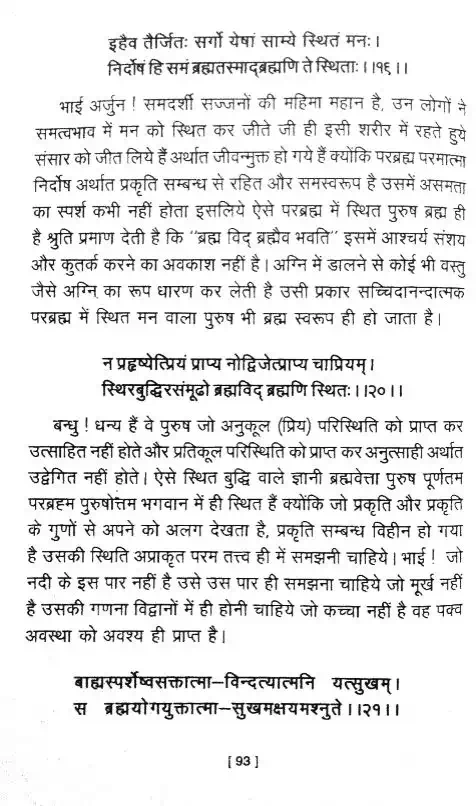 इहैव तैर्जितः सर्गो येषां साम्ये स्थितं मनः।
निर्दोष हि समं ब्रह्मतस्माद्ब्रह्मणि ते स्थिताः।।१९।।
भाई अर्जुन ! समदर्शी सज्जनों की महिमा महान है, उन लोगों ने
समत्वभाव में मन को स्थित कर जीते जी ही इसी शरीर में रहते हुये
संसार को जीत लिये हैं अर्थात जीवन्मुक्त हो गये हैं क्योंकि परब्रह्म परमात्मा
निर्दोष अर्थात प्रकृति सम्बन्ध से रहित और समस्वरूप है उसमें असमता
का स्पर्श कभी नहीं होता इसलिये ऐसे परब्रह्म में स्थित पुरुष ब्रह्म ही
है श्रुति प्रमाण देती है कि "ब्रह्म विद् ब्रह्मैव भवति" इसमें आश्चर्य संशय
और कुतर्क करने का अवकाश नहीं है। अग्नि में डालने से कोई भी वस्तु
जैसे अग्नि का रूप धारण कर लेती है उसी प्रकार सच्चिदानन्दात्मक
परब्रह्म में स्थित मन वाला पुरुष भी ब्रह्म स्वरूप ही हो जाता है।
न प्रहृष्येत्प्रियं प्राप्य नोद्विजेत्प्राप्य चाप्रियम्।
स्थिरबुद्धिरसंमूढो ब्रह्मविद् ब्रह्मणि स्थितः।।२०।।
बन्धु ! धन्य हैं वे पुरुष जो अनुकूल (प्रिय) परिस्थिति को प्राप्त कर
उत्साहित नहीं होते और प्रतिकूल परिस्थिति को प्राप्त कर अनुत्साही अर्थात
उद्वेगित नहीं होते। ऐसे स्थित बुद्धि वाले ज्ञानी ब्रह्मवेत्ता पुरुष पूर्णतम
परब्रह्म पुरुषोत्तम भगवान में ही स्थित हैं क्योंकि जो प्रकृति और प्रकृति
के गुणों से अपने को अलग देखता है, प्रकृति सम्बन्ध विहीन हो गया
है उसकी स्थिति अप्राकृत परम तत्त्व ही में समझनी चाहिये। भाई ! जो
नदी के इस पार नहीं है उसे उस पार ही समझना चाहिये जो मूर्ख नहीं
है उसकी गणना विद्वानों में ही होनी चाहिये जो कच्चा नहीं है वह पक्व
अवस्था को अवश्य ही प्राप्त है।
बाह्यस्पर्शेष्वसक्तात्मा–विन्दत्यात्मनि यत्सुखम्।
स ब्रह्मयोगयुक्तात्मा–सुखमक्षयमश्नुते।।२१।।
[ 93 ]